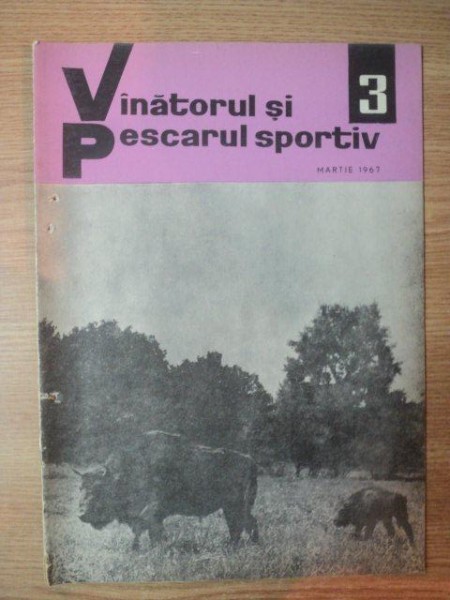 Vînătorul și
Pescarul sportiv
3
MARTIE 1967